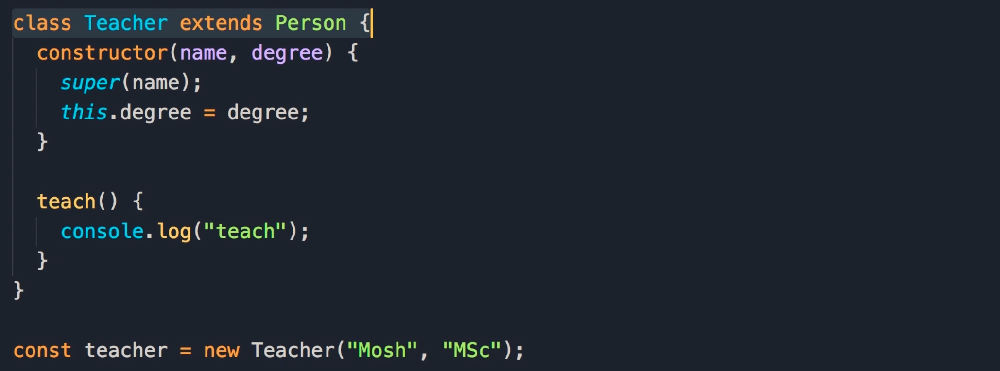 class Teacher extends Person {
  constructor(name, degree) {
    super(name);
    this.degree = degree;
  }

  teach() {
    console.log("teach");
  }
}

const teacher = new Teacher("Mosh", "MSc");